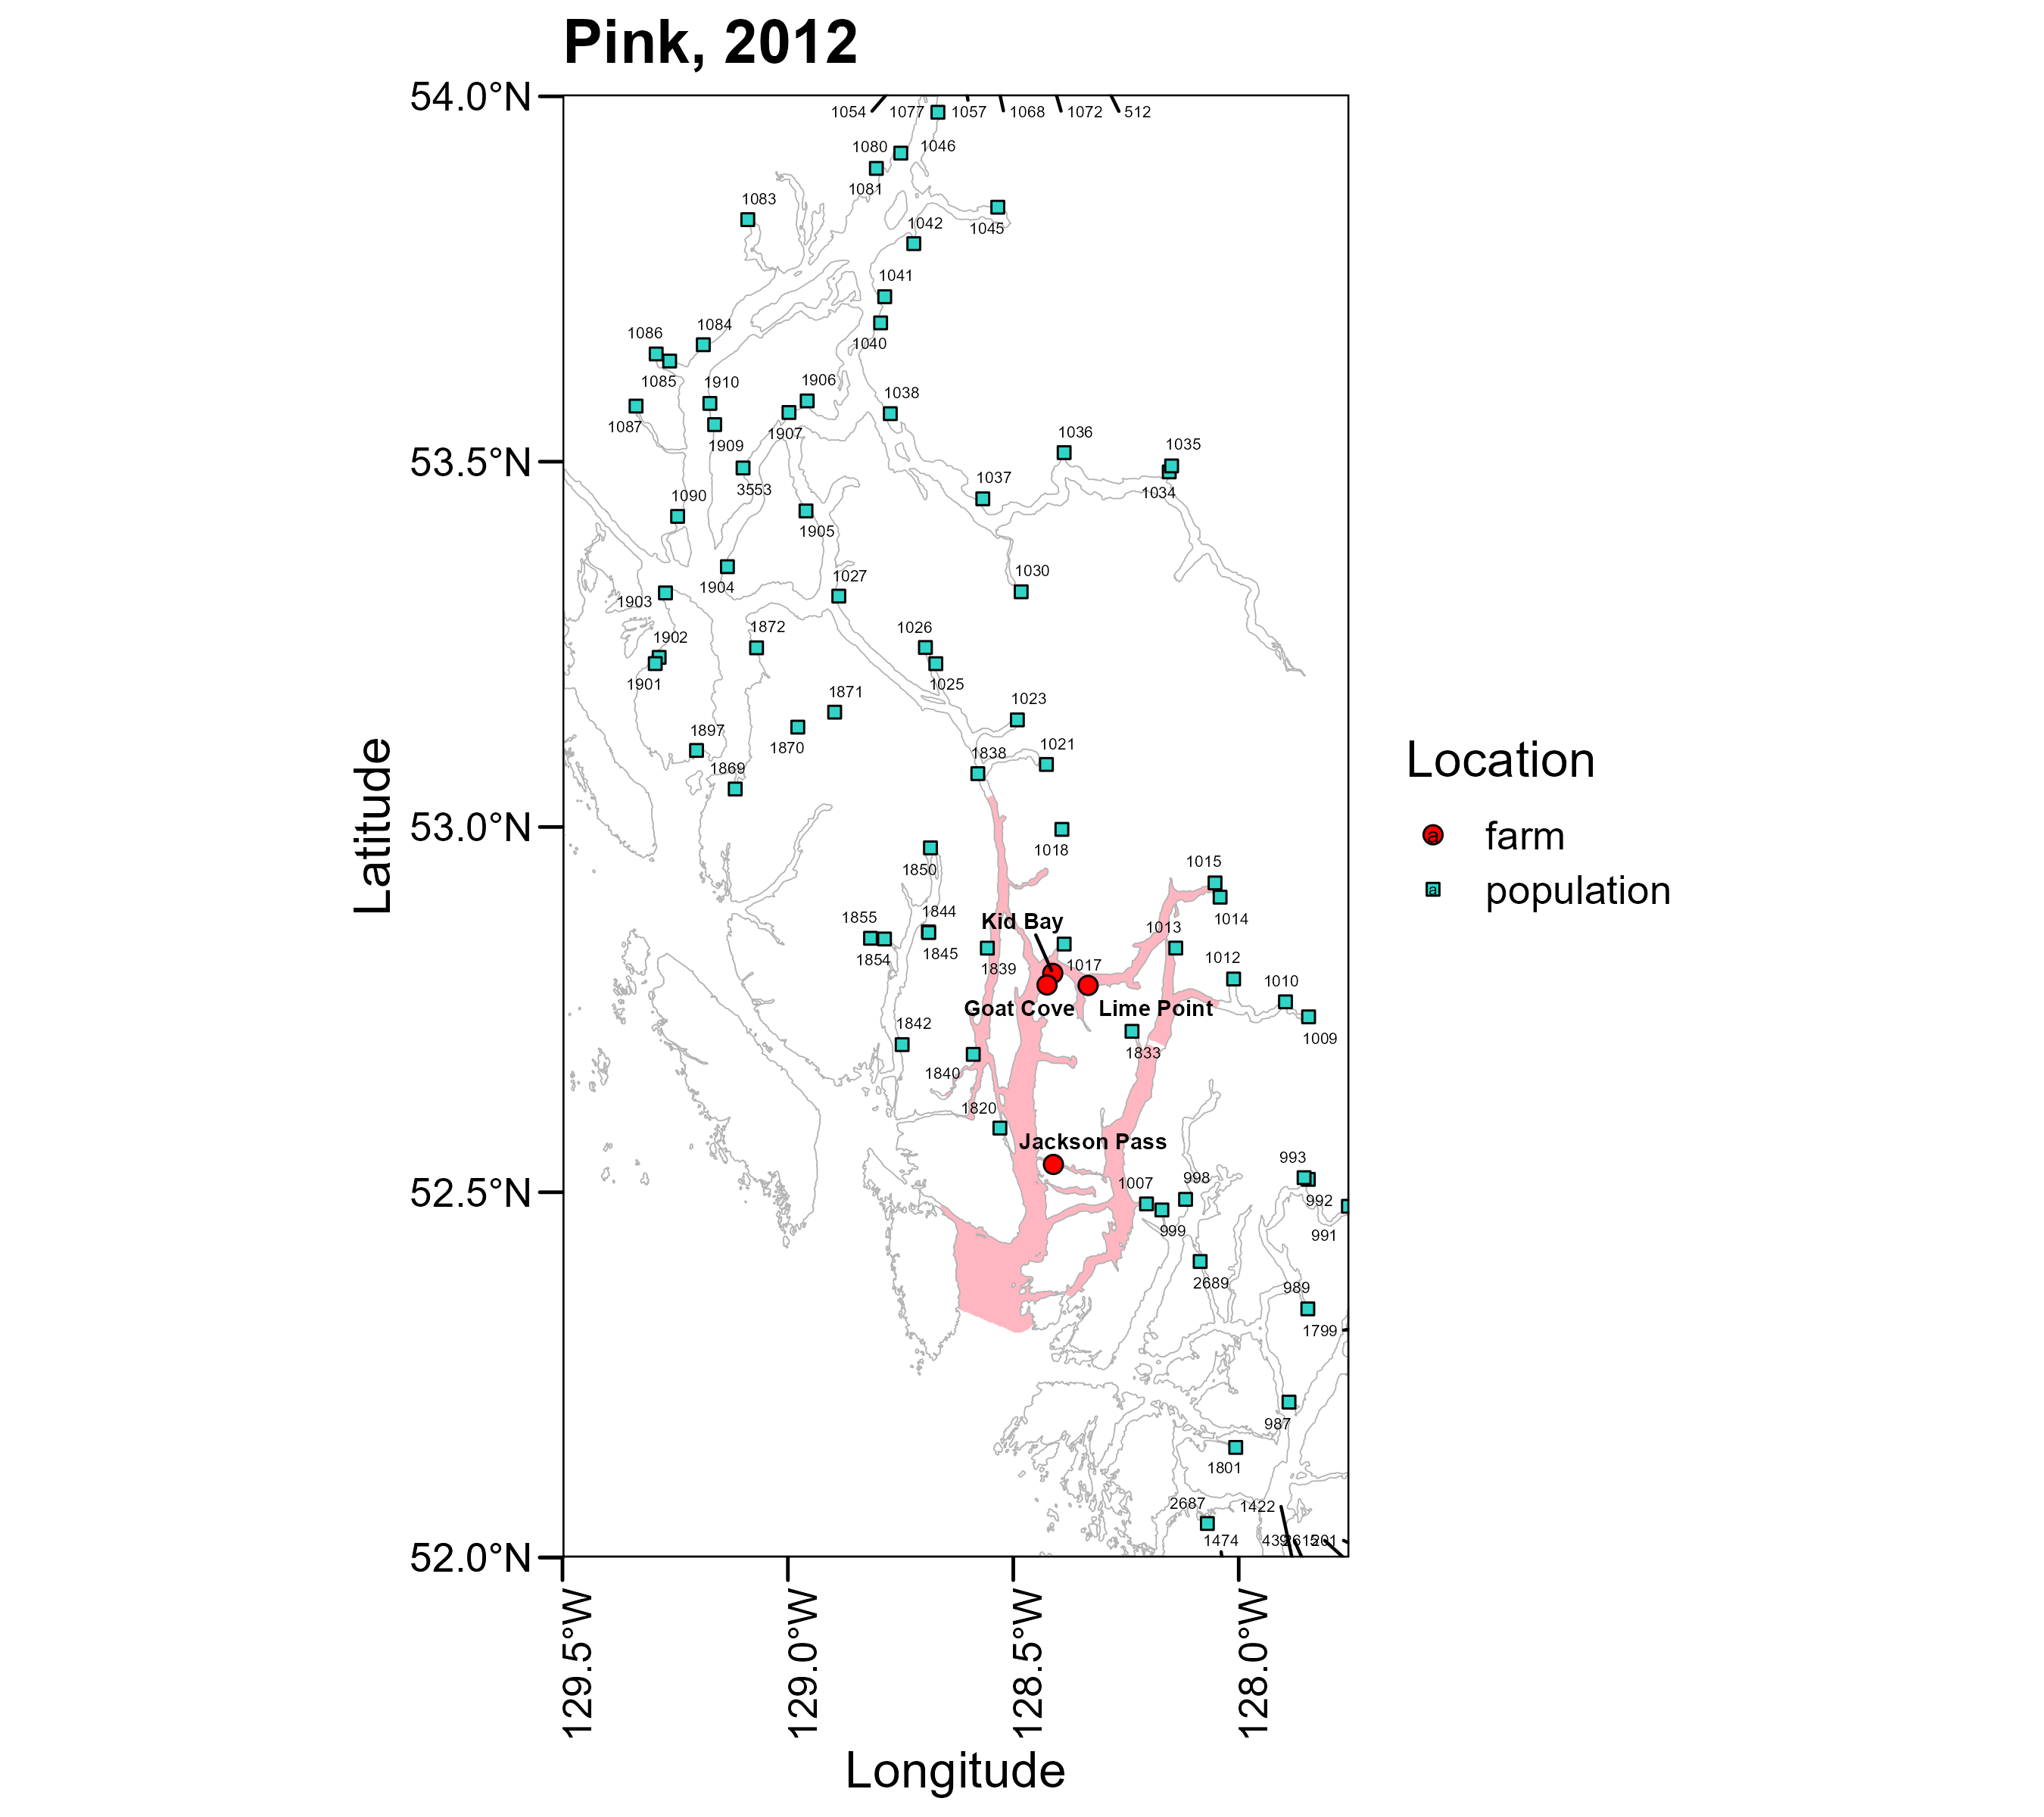 Pink, 2012
54.0°N
1054 1077 1057 1068 1072 512
1080 1046
1081
1083
1045
1042
1041
1040
1086 1084
1085 1910 1906 1038
1087 1909 1907
1036 1035
53.5°N
3553 1037 1034
1090
1905
1904 1027 1030
1903
1902 1872 1026
1901 1025
1871 1023
1897 1870 1021
1869 1838
53.0°N
1018
1850 1015
1855 1844 Kid Bay 1014
1854 1845 1013
1839 1017 1012
Goat Cove Lime Point 1010
1842 1833 1009
1840
1820
Jackson Pass
993
52.5°N
1007 998 992
999 991
2689 989
1799
987
1801
2687 1422
1474 439 2615 201
52.0°N
129.5°W
129.0°W
128.5°W
128.0°W
Longitude
Latitude
Location
a farm
a population